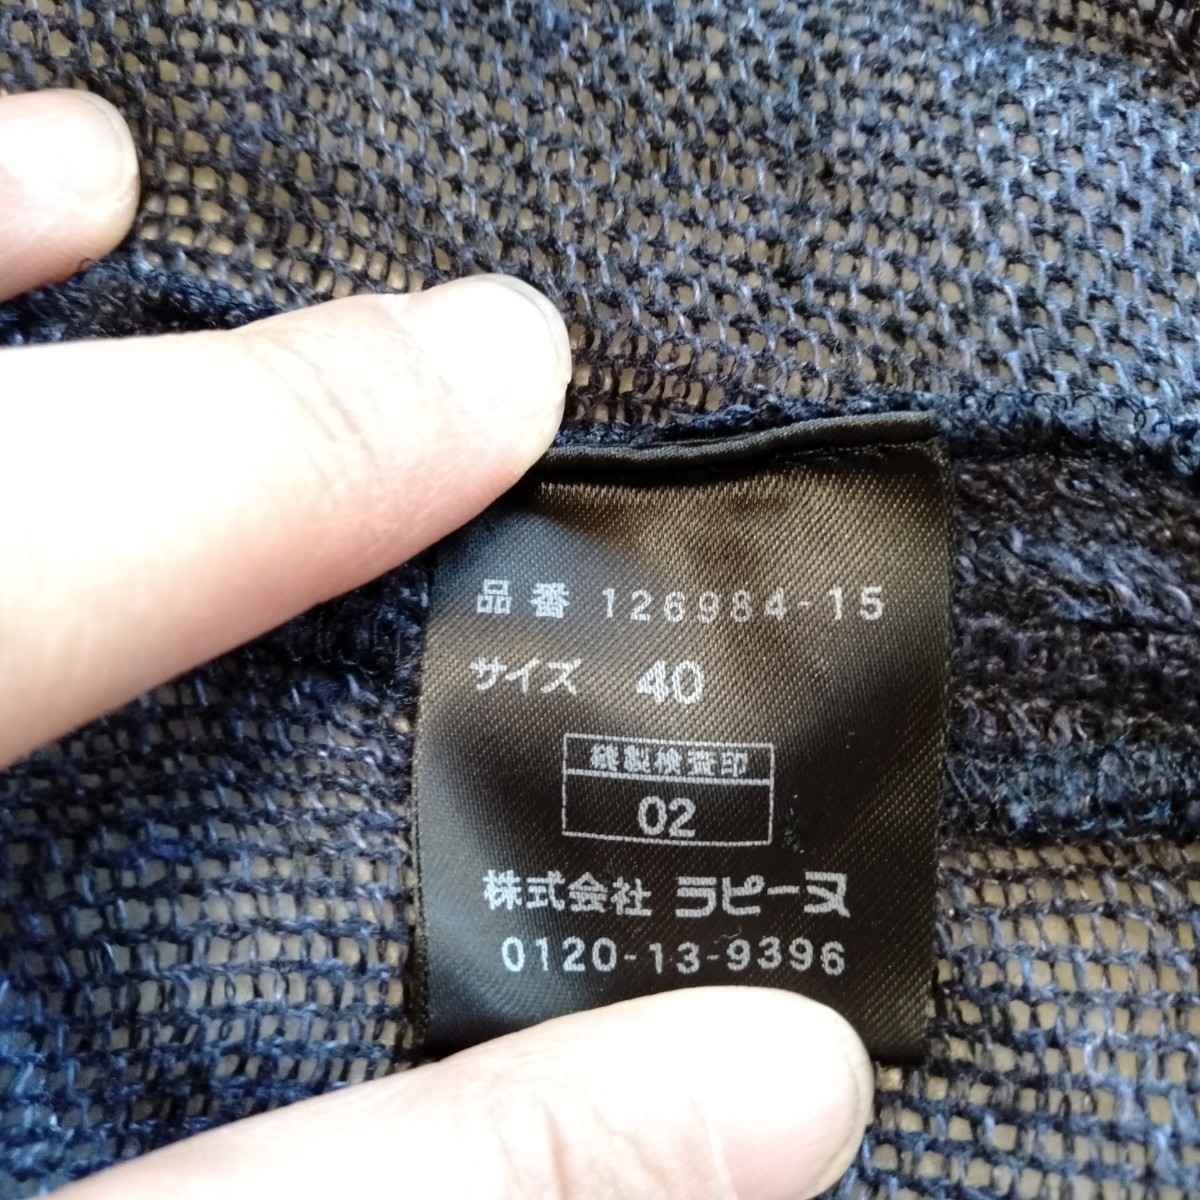 品番 126984-15
サイズ 40
縫製検査印
02
株式会社 ラピーヌ
0120-13-9396